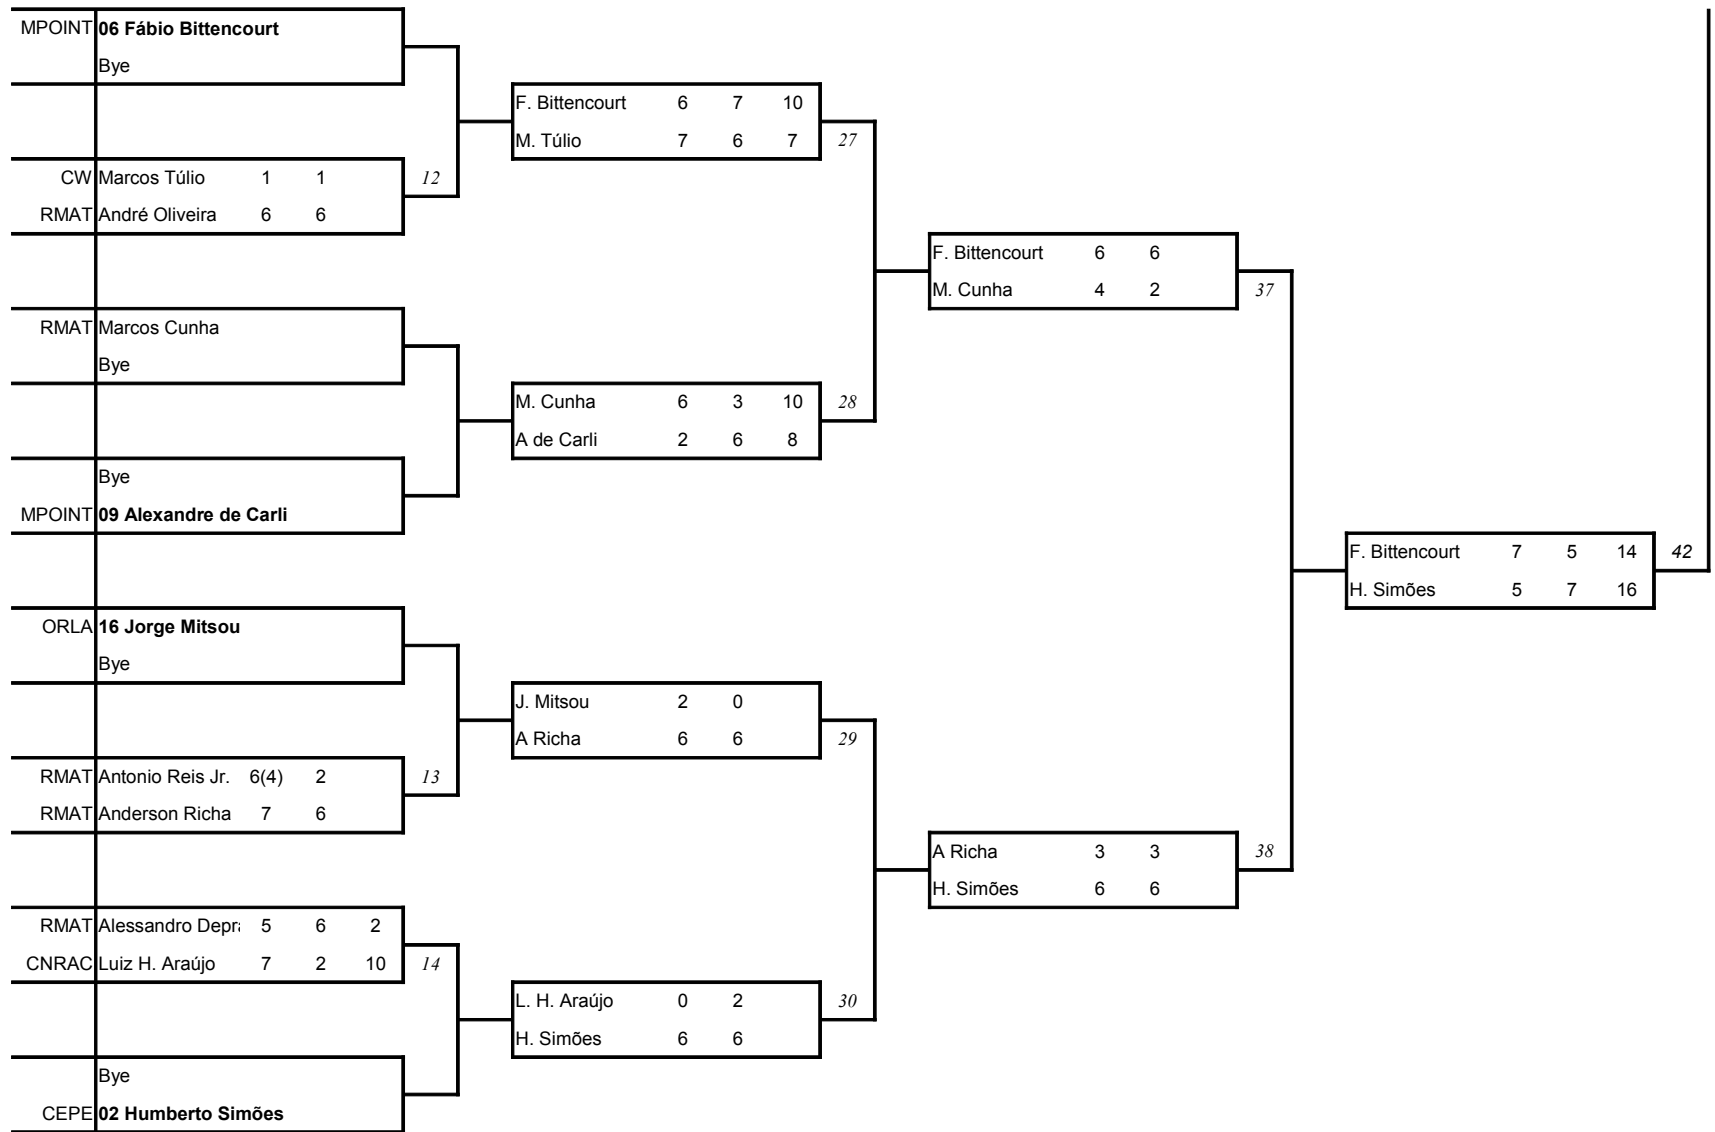 MPOINT 06 Fábio Bittencourt
Bye
F. Bittencourt 6 7 10
M. Túlio 7 6 7 27
CW Marcos Túlio 1 1 12
RMAT André Oliveira 6 6
F. Bittencourt 6 6
M. Cunha 4 2 37
RMAT Marcos Cunha
Bye
M. Cunha 6 3 10 28
A de Carli 2 6 8
Bye
MPOINT 09 Alexandre de Carli
F. Bittencourt 7 5 14 42
H. Simões 5 7 16
ORLA 16 Jorge Mitsou
Bye
J. Mitsou 2 0
A Richa 6 6 29
RMAT Antonio Reis Jr. 6(4) 2 13
RMAT Anderson Richa 7 6
A Richa 3 3 38
H. Simões 6 6
RMAT Alessandro 5 6 2
CNRAC Luiz H. Araújo 7 2 10 14
L. H. Araújo 0 2 30
H. Simões 6 6
Bye
CEPE 02 Humberto Simões